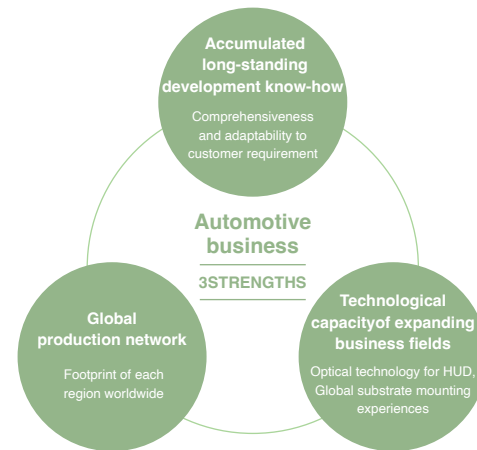 Accumulated
long-standing
development know-how
Comprehensiveness
and adaptability to
customer requirement
Automotive
business
3STRENGTHS
Global
production network
Footprint of each
region worldwide
Technological
capacityof expanding
business fields
Optical technology for HUD,
Global substrate mounting
experiences